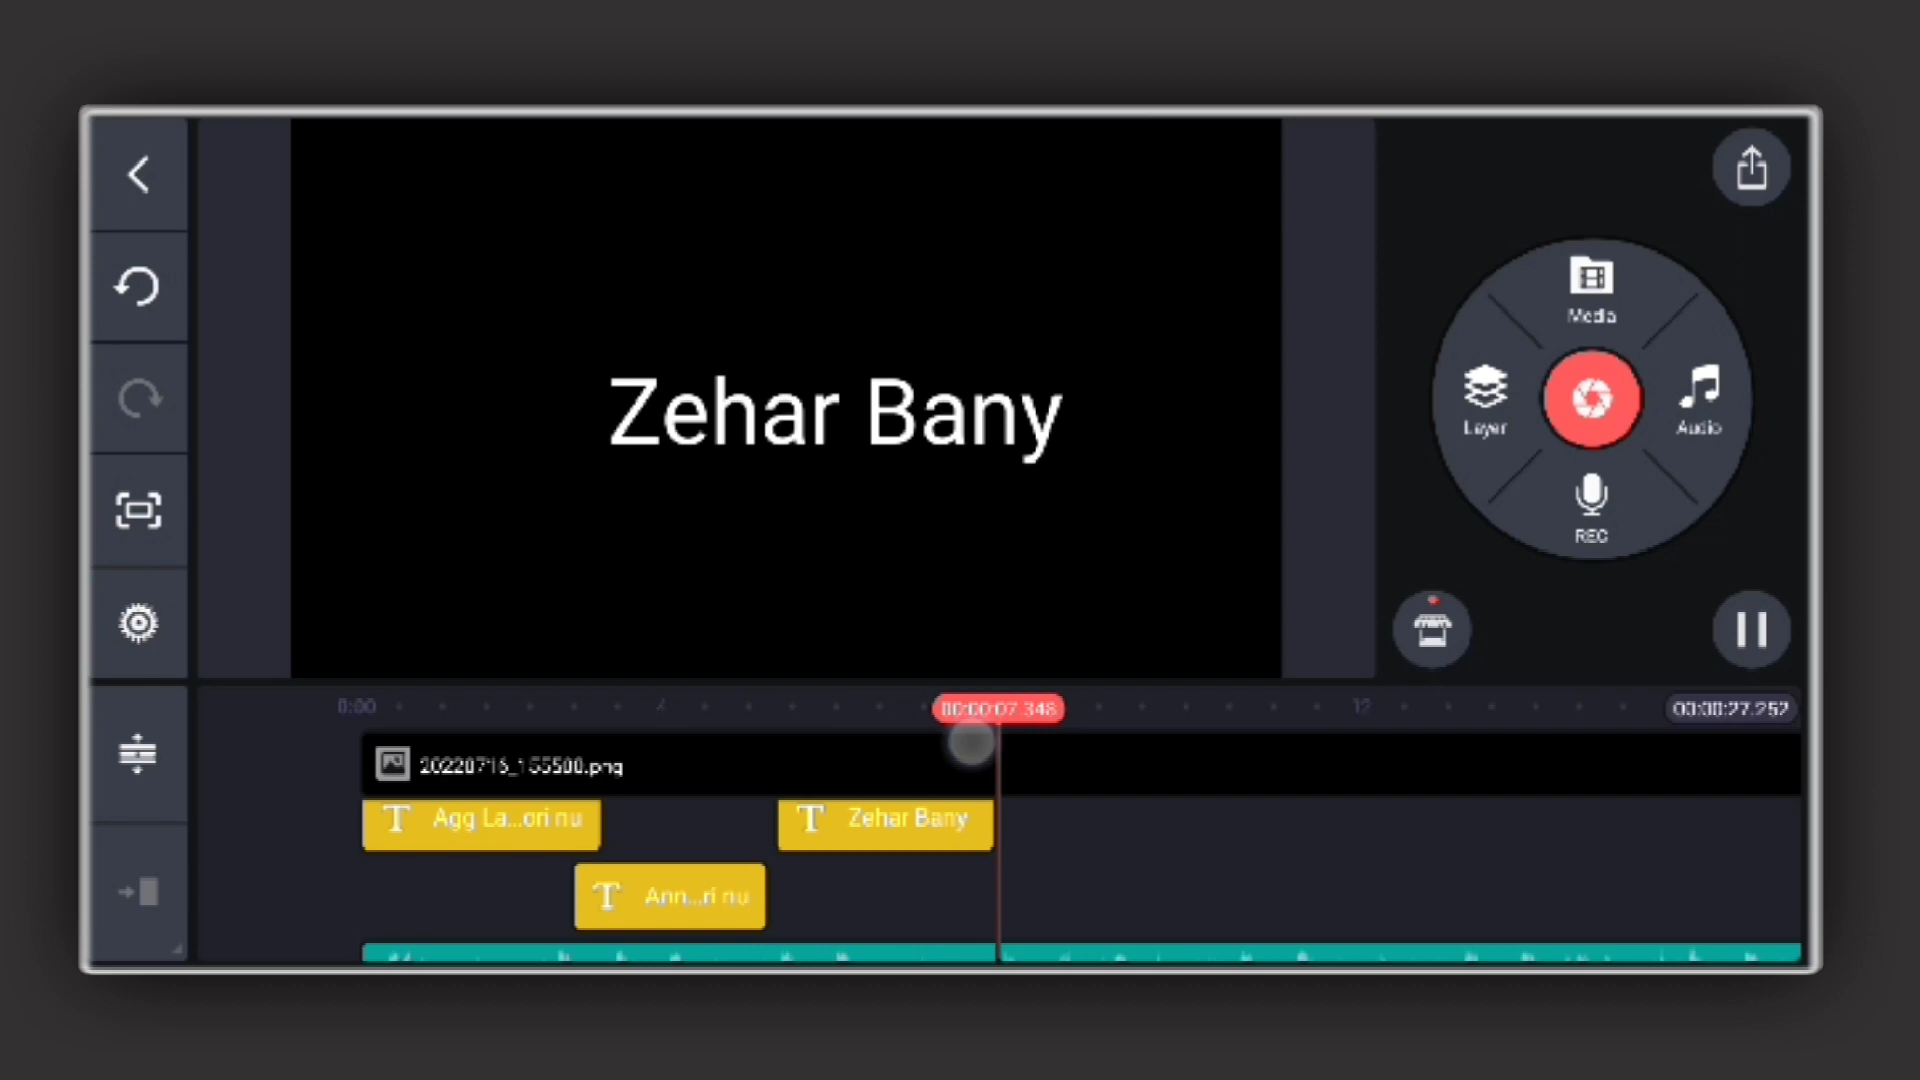 Zehar Bany
Media
Layer
Audio
REC
0:00
4
00:00:07.348
12
00:00:27.252
20220716_155500.png
Agg La...ori nu
Zehar Bany
Ann...ri nu